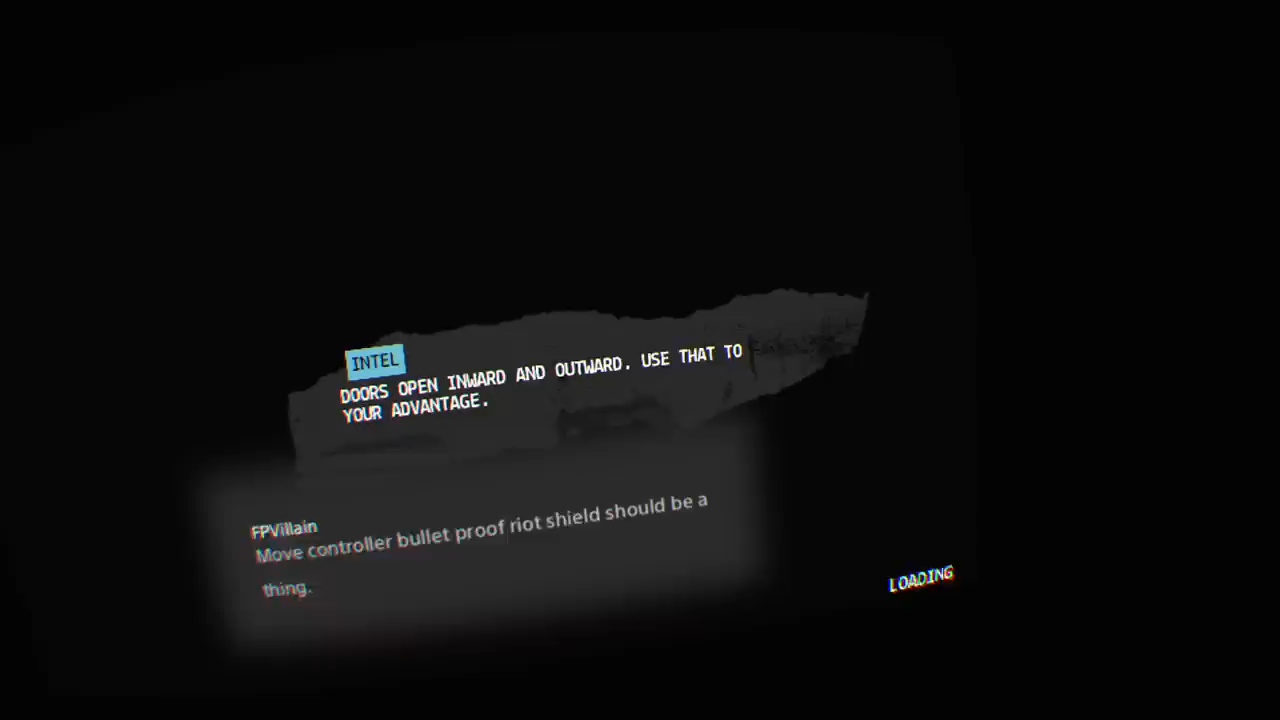 INTEL
DOORS OPEN INWARD AND OUTWARD. USE THAT TO
YOUR ADVANTAGE.
FPVillain
Move controller bullet proof riot shield should be a
thing.
LOADING